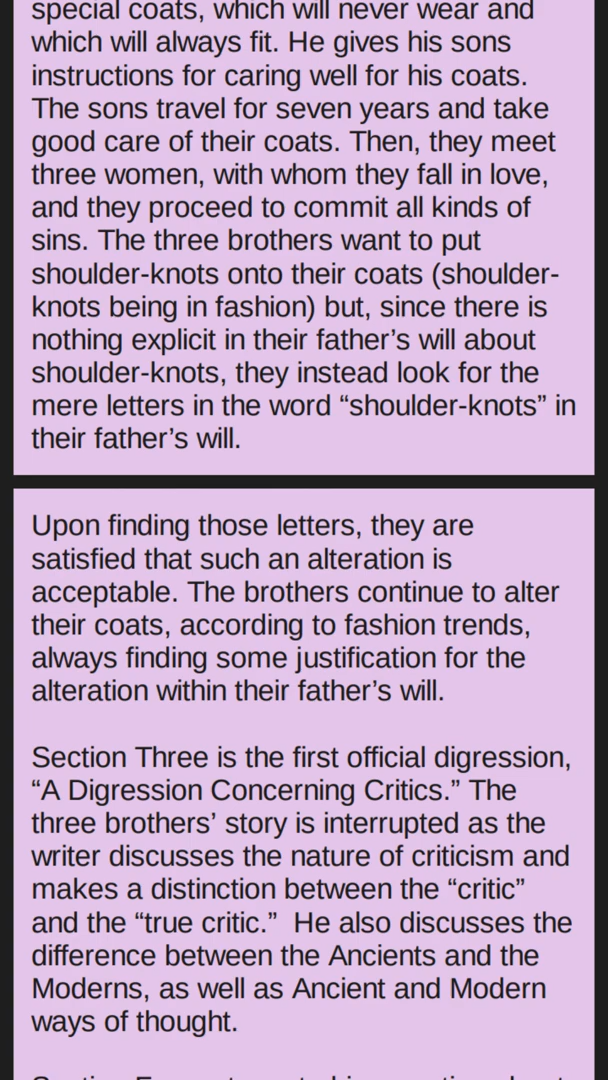 special coats, which will never wear and
which will always fit. He gives his sons
instructions for caring well for his coats.
The sons travel for seven years and take
good care of their coats. Then, they meet
three women, with whom they fall in love,
and they proceed to commit all kinds of
sins. The three brothers want to put
shoulder-knots onto their coats (shoulder-
knots being in fashion) but, since there is
nothing explicit in their father’s will about
shoulder-knots, they instead look for the
mere letters in the word “shoulder-knots” in
their father’s will.
Upon finding those letters, they are
satisfied that such an alteration is
acceptable. The brothers continue to alter
their coats, according to fashion trends,
always finding some justification for the
alteration within their father’s will.
Section Three is the first official digression,
“A Digression Concerning Critics.” The
three brothers’ story is interrupted as the
writer discusses the nature of criticism and
makes a distinction between the “critic”
and the “true critic.”  He also discusses the
difference between the Ancients and the
Moderns, as well as Ancient and Modern
ways of thought.